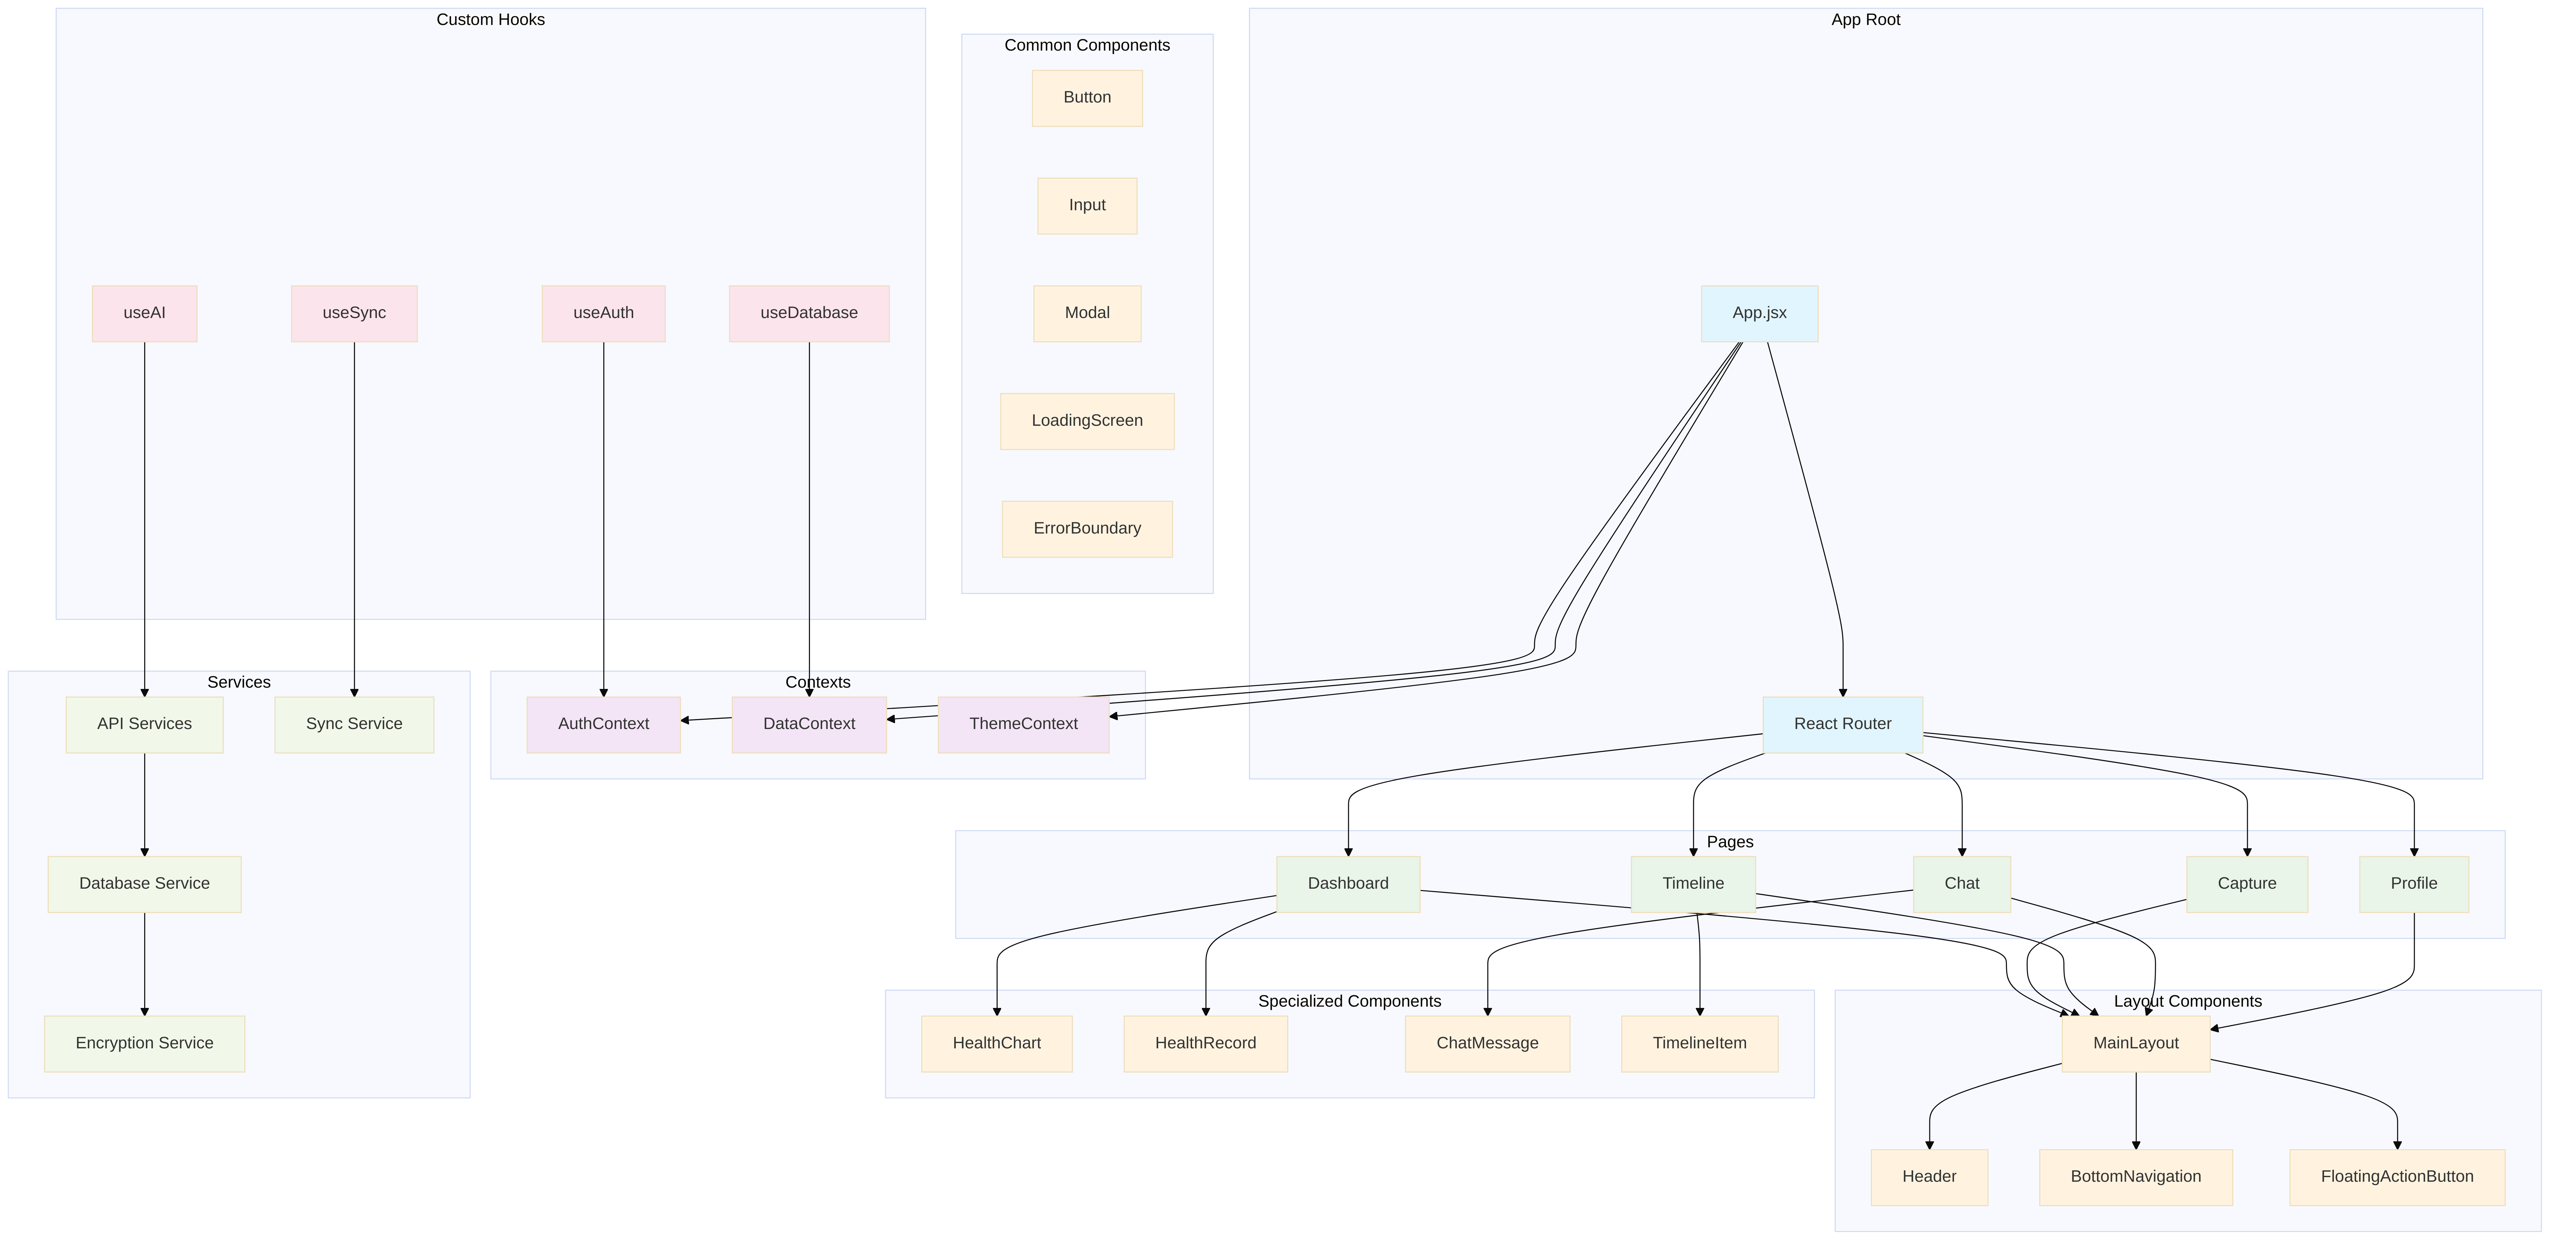 Custom Hooks
useAI
useSync
useAuth
useDatabase
Common Components
Button
Input
Modal
LoadingScreen
ErrorBoundary
App Root
App.jsx
React Router
Services
API Services
Sync Service
Database Service
Encryption Service
Contexts
AuthContext
DataContext
ThemeContext
Pages
Dashboard
Timeline
Chat
Capture
Profile
Specialized Components
HealthChart
HealthRecord
ChatMessage
TimelineItem
Layout Components
MainLayout
Header
BottomNavigation
FloatingActionButton